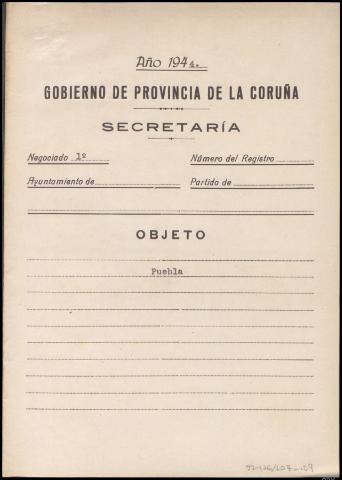 Año 1944.
GOBIERNO DE PROVINCIA DE LA CORUÑA
SECRETARÍA
Negociado 1º Número del Registro
Ayuntamiento de Partido de
OBJETO
Puebla